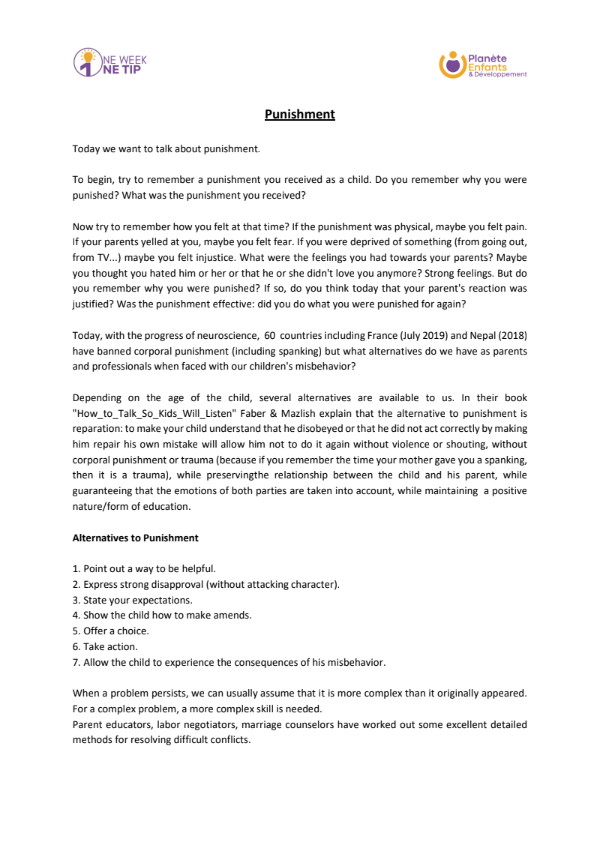 1 NE WEEK
NE TIP
Planète
Enfants
& Développement
Punishment
Today we want to talk about punishment.
To begin, try to remember a punishment you received as a child. Do you remember why you were
punished? What was the punishment you received?
Now try to remember how you felt at that time? If the punishment was physical, maybe you felt pain.
If your parents yelled at you, maybe you felt fear. If you were deprived of something (from going out,
from TV...) maybe you felt injustice. What were the feelings you had towards your parents? Maybe
you thought you hated him or her or that he or she didn't love you anymore? Strong feelings. But do
you remember why you were punished? If so, do you think today that your parent's reaction was
justified? Was the punishment effective: did you do what you were punished for again?
Today, with the progress of neuroscience, 60 countries including France (July 2019) and Nepal (2018)
have banned corporal punishment (including spanking) but what alternatives do we have as parents
and professionals when faced with our children's misbehavior?
Depending on the age of the child, several alternatives are available to us. In their book
"How_to_Talk_So_Kids_Will_Listen" Faber & Mazlish explain that the alternative to punishment is
reparation: to make your child understand that he disobeyed or that he did not act correctly by making
him repair his own mistake will allow him not to do it again without violence or shouting, without
corporal punishment or trauma (because if you remember the time your mother gave you a spanking,
then it is a trauma), while preservingthe relationship between the child and his parent, while
guaranteeing that the emotions of both parties are taken into account, while maintaining a positive
nature/form of education.
Alternatives to Punishment
1. Point out a way to be helpful.
2. Express strong disapproval (without attacking character).
3. State your expectations.
4. Show the child how to make amends.
5. Offer a choice.
6. Take action.
7. Allow the child to experience the consequences of his misbehavior.
When a problem persists, we can usually assume that it is more complex than it originally appeared.
For a complex problem, a more complex skill is needed.
Parent educators, labor negotiators, marriage counselors have worked out some excellent detailed
methods for resolving difficult conflicts.